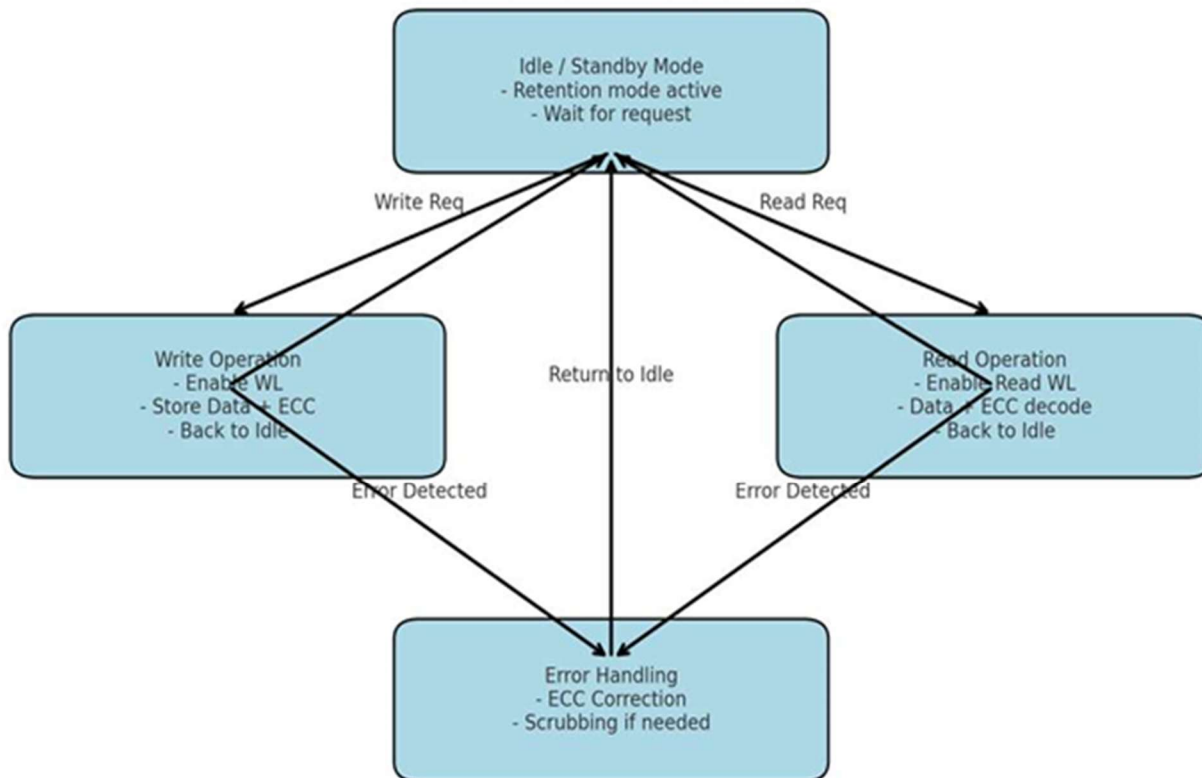 Idle / Standby Mode
- Retention mode active
- Wait for request
Write Req
Read Req
Write Operation
- Enable WL
- Store Data + ECC
- Back to Idle
Return to Idle
Read Operation
- Enable Read WL
- Data + ECC decode
- Back to Idle
Error Detected
Error Detected
Error Handling
- ECC Correction
- Scrubbing if needed